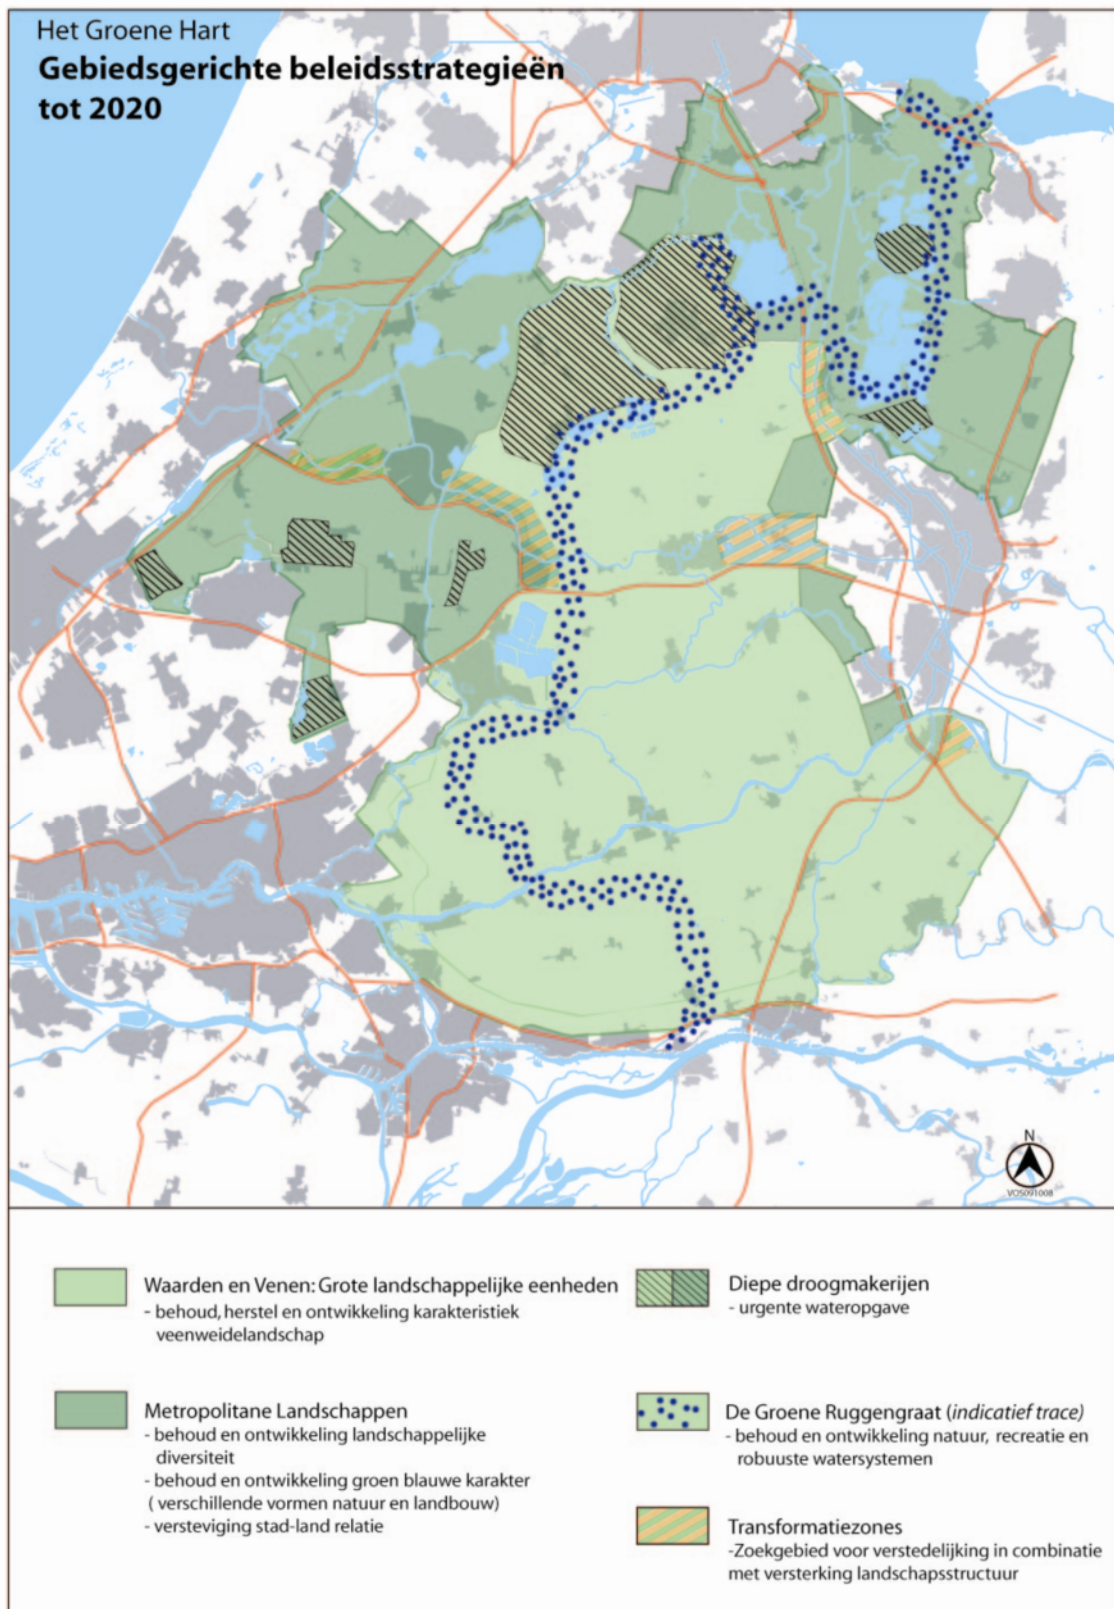 Het Groene Hart
Gebiedsgerichte beleidsstrategieën
tot 2020
N
VOS091008
Waarden en Venen: Grote landschappelijke eenheden
- behoud, herstel en ontwikkeling karakteristiek
veenweidelandschap
Metropolitane Landschappen
- behoud en ontwikkeling landschappelijke
diversiteit
- behoud en ontwikkeling groen blauwe karakter
( verschillende vormen natuur en landbouw)
- versteviging stad-land relatie
Diepe droogmakerijen
- urgente wateropgave
De Groene Ruggengraat (indicatief trace)
- behoud en ontwikkeling natuur, recreatie en
robuuste watersystemen
Transformatiezones
-Zoekgebied voor verstedelijking in combinatie
met versterking landschapsstructuur